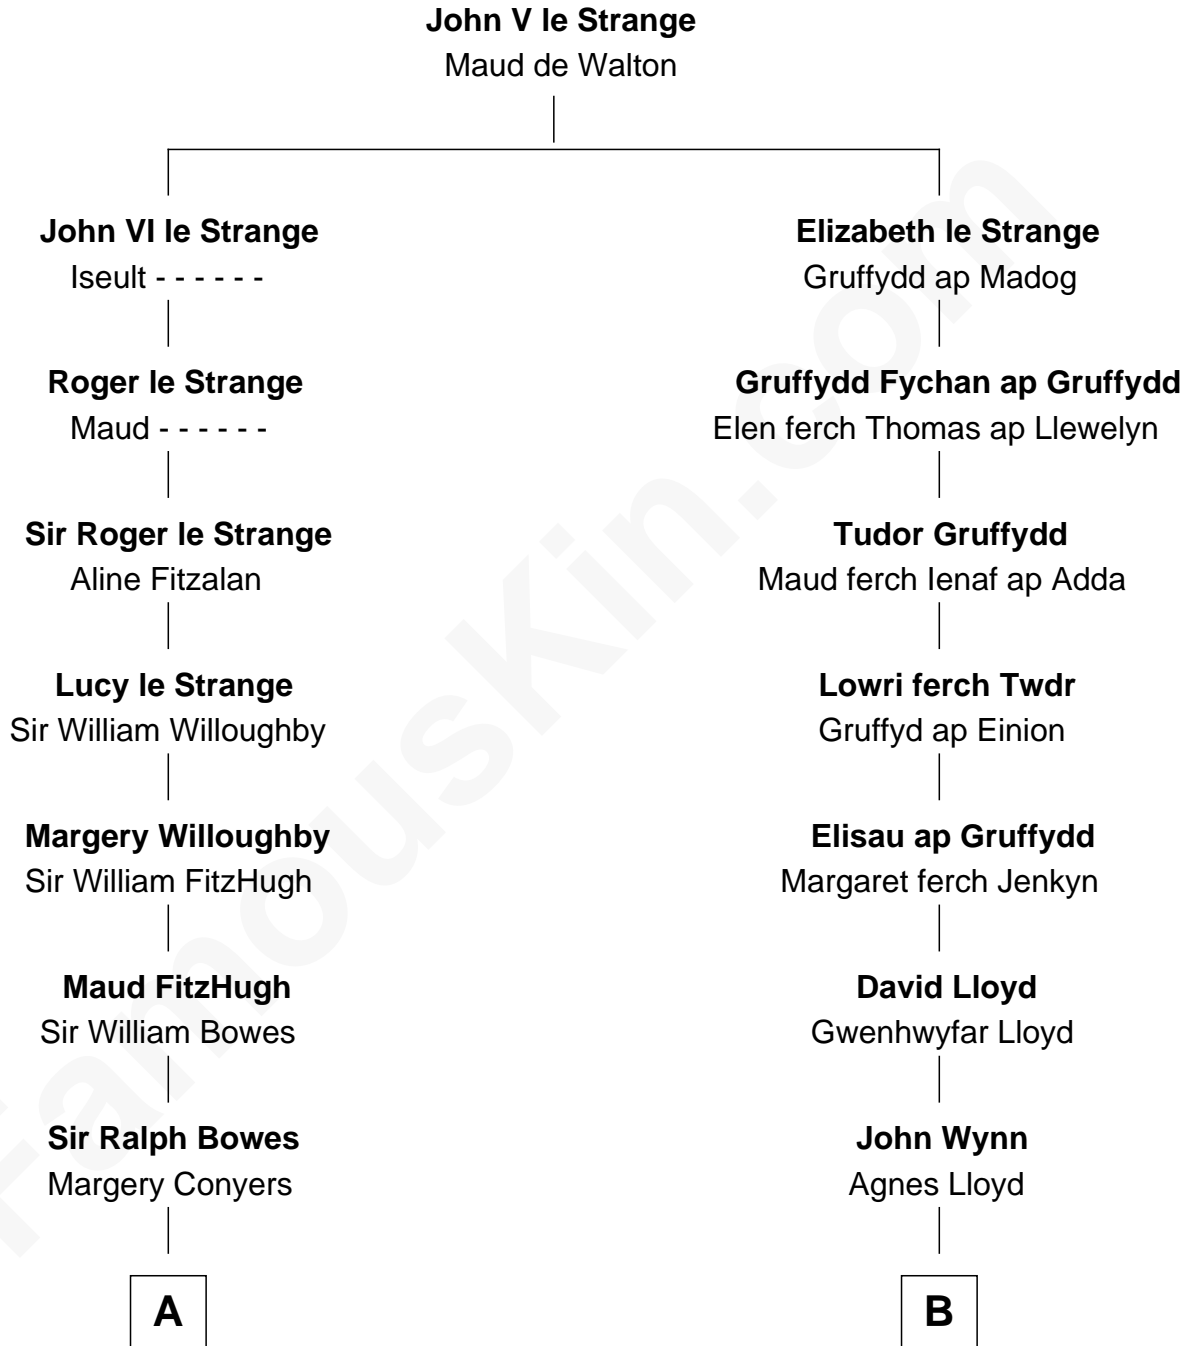 John V le Strange
Maud de Walton
John VI le Strange
Iseult - - - - - -
Roger le Strange
Maud - - - - - -
Sir Roger le Strange
Aline Fitzalan
Lucy le Strange
Sir William Willoughby
Margery Willoughby
Sir William FitzHugh
Maud FitzHugh
Sir William Bowes
Sir Ralph Bowes
Margery Conyers
A
Elizabeth le Strange
Gruffydd ap Madog
Gruffydd Fychan ap Gruffydd
Elen ferch Thomas ap Llewelyn
Tudor Gruffydd
Maud ferch Ienaf ap Adda
Lowri ferch Twdr
Gruffyd ap Einion
Elisau ap Gruffydd
Margaret ferch Jenkyn
David Lloyd
Gwenhwyfar Lloyd
John Wynn
Agnes Lloyd
B
FamousKin.com